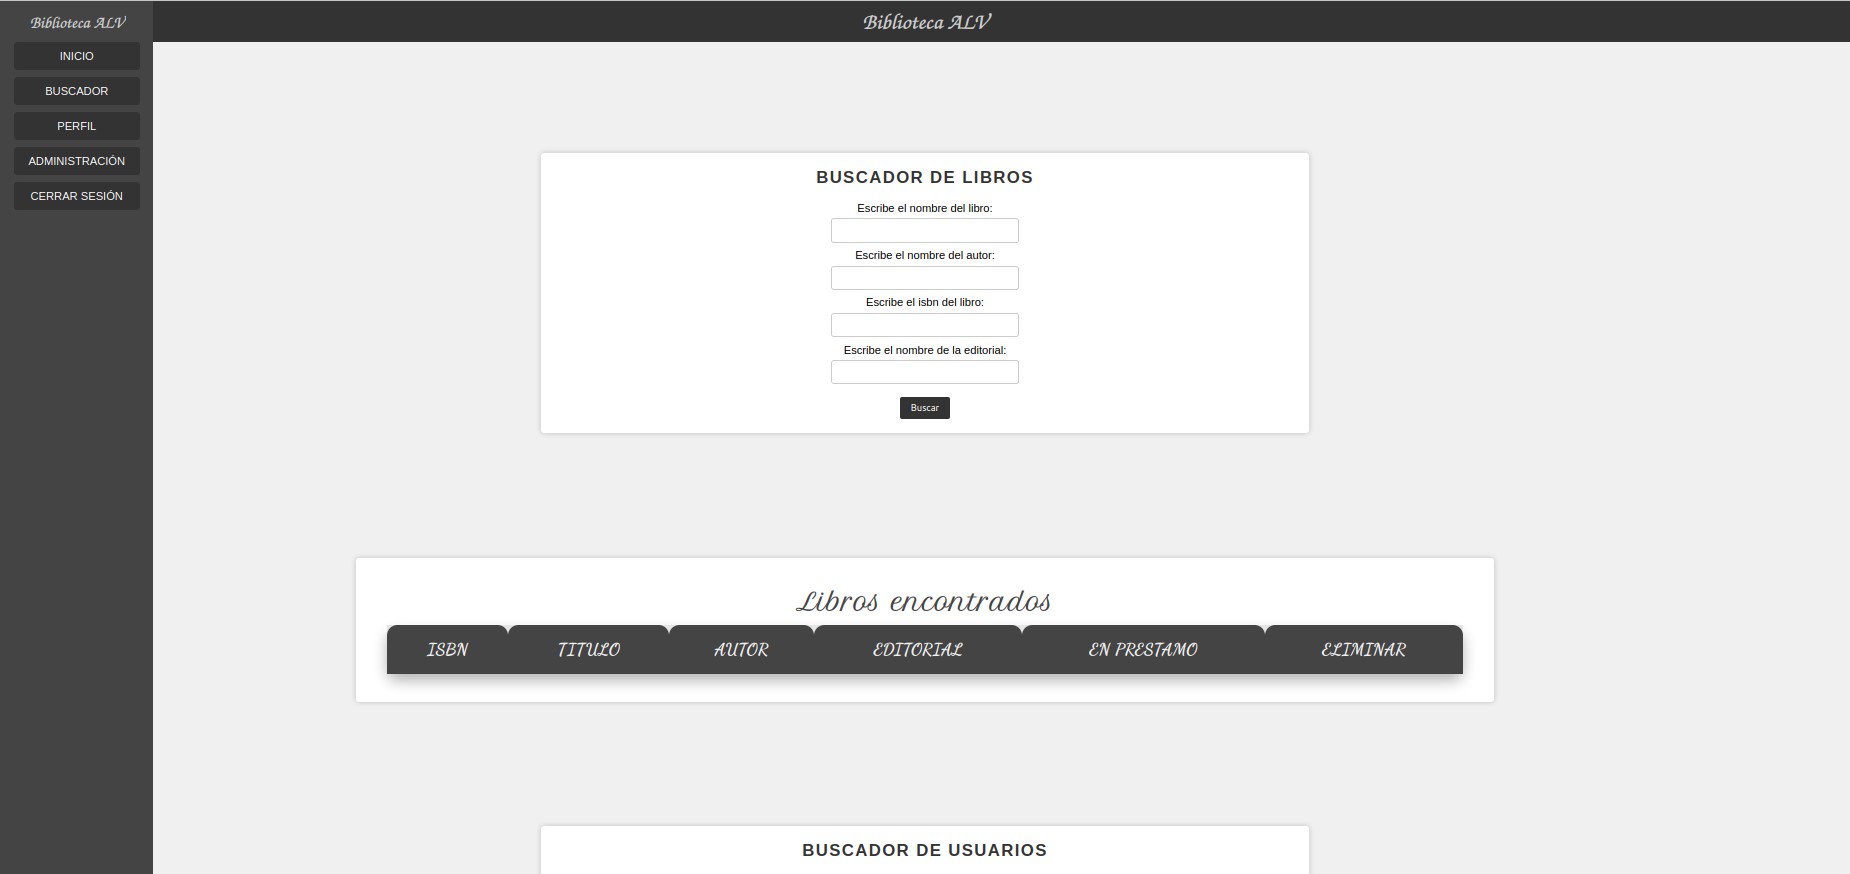 Biblioteca ALV
Biblioteca ALV
INICIO
BUSCADOR
PERFIL
ADMINISTRACIÓN
CERRAR SESIÓN
BUSCADOR DE LIBROS
Escribe el nombre del libro:
Escribe el nombre del autor:
Escribe el isbn del libro:
Escribe el nombre de la editorial:
Buscar
Libros encontrados
ISBN TITULO AUTOR EDITORIAL EN PRESTAMO ELIMINAR
BUSCADOR DE USUARIOS